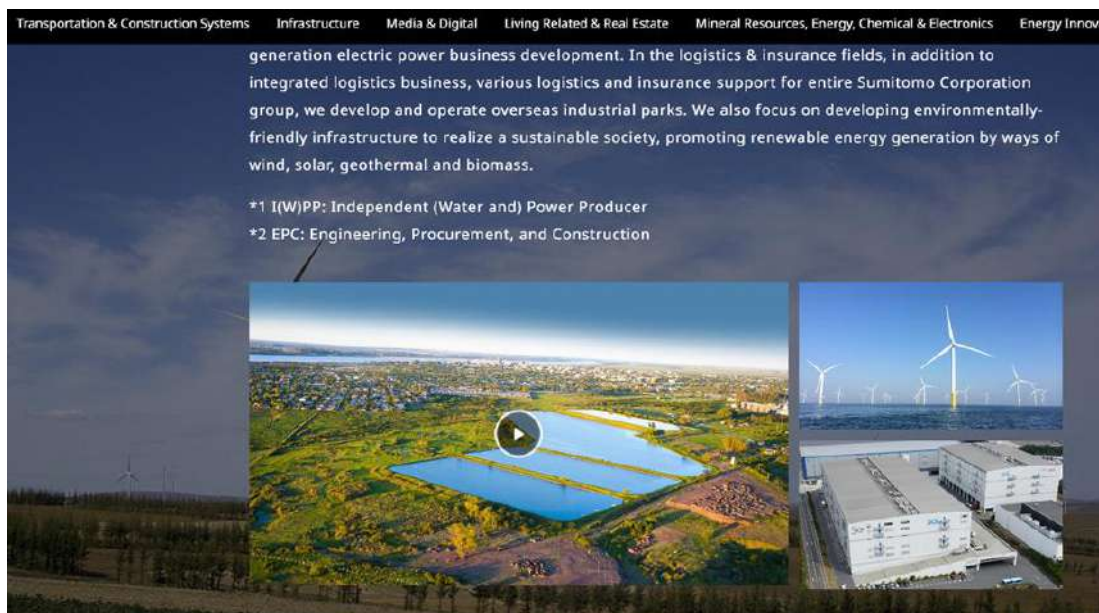 Transportation & Construction Systems
Infrastructure
Media & Digital
Living Related & Real Estate
Mineral Resources, Energy, Chemical & Electronics
Energy Innov
generation electric power business development. In the logistics & insurance fields, in addition to
integrated logistics business, various logistics and insurance support for entire Sumitomo Corporation
group, we develop and operate overseas industrial parks. We also focus on developing environmentally-
friendly infrastructure to realize a sustainable society, promoting renewable energy generation by ways of
wind, solar, geothermal and biomass.
*1 I(W)PP: Independent (Water and) Power Producer
*2 EPC: Engineering, Procurement, and Construction